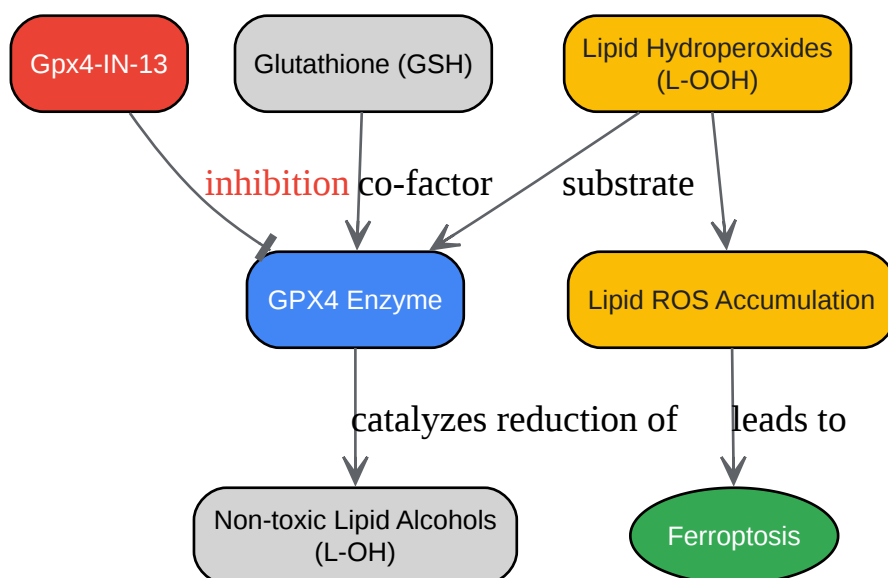 Gpx4-IN-13
Glutathione (GSH)
Lipid Hydroperoxides
(L-OOH)
inhibition
co-factor
substrate
GPX4 Enzyme
Lipid ROS Accumulation
catalyzes reduction of
leads to
Non-toxic Lipid Alcohols
(L-OH)
Ferroptosis